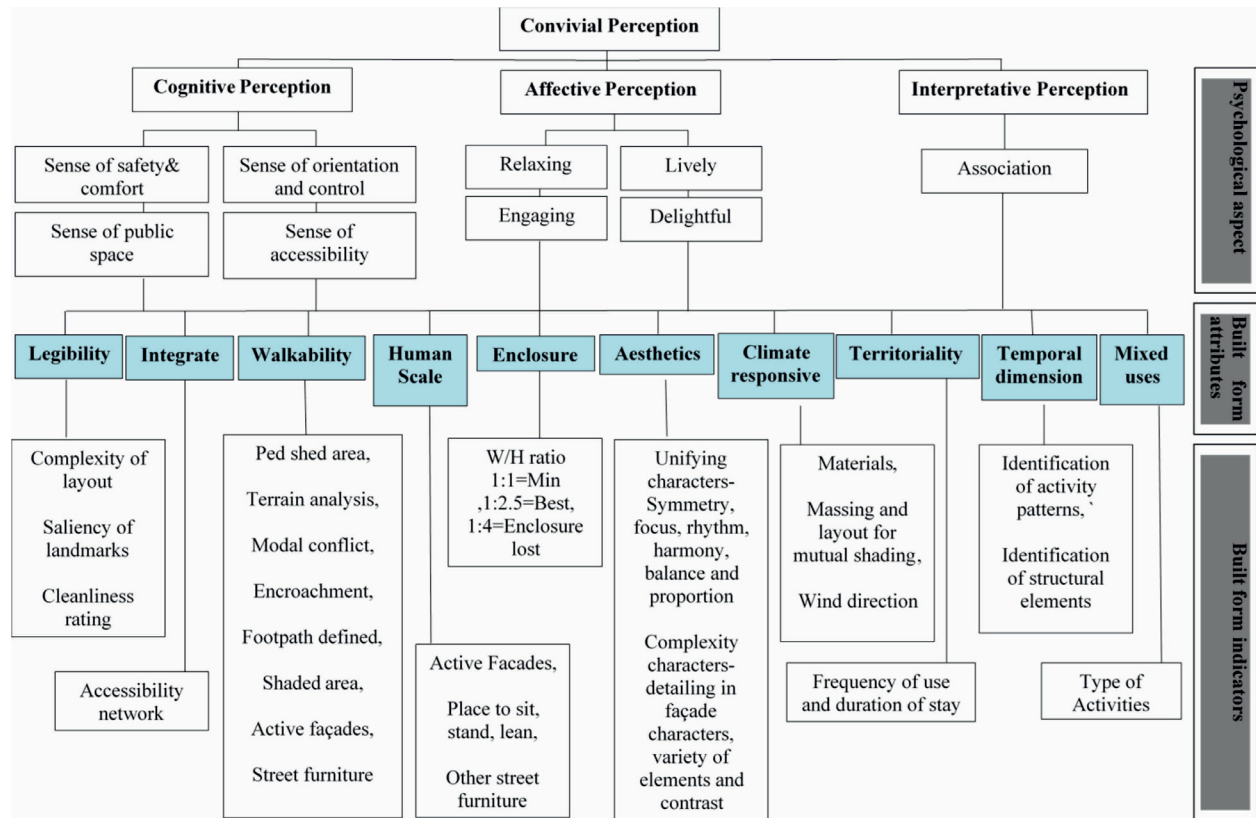 Convivial Perception
Cognitive Perception
Affective Perception
Interpretative Perception
Sense of safety&
comfort
Sense of orientation
and control
Relaxing
Lively
Association
Sense of public
space
Sense of
accessibility
Engaging
Delightful
Psychological aspect
Legibility
Integrate
Walkability
Human
Scale
Enclosure
Aesthetics
Climate
responsive
Territoriality
Temporal
dimension
Mixed
uses
Built form
attributes
Complexity of
layout
Saliency of
landmarks
Cleanliness
rating
Accessibility
network
Ped shed area,
Terrain analysis,
Modal conflict,
Encroachment,
Footpath defined,
Shaded area,
Active façades,
Street furniture
Active Facades,
Place to sit,
stand, lean,
Other street
furniture
W/H ratio
1:1=Min
,1:2.5=Best,
1:4=Enclosure
lost
Unifying
characters-
Symmetry,
focus, rhythm,
harmony,
balance and
proportion
Complexity
characters-
detailing in
façade
characters,
variety of
elements and
contrast
Materials,
Massing and
layout for
mutual shading,
Wind direction
Frequency of use
and duration of stay
Identification
of activity
patterns, `
Identification
of structural
elements
Type of
Activities
Built form indicators